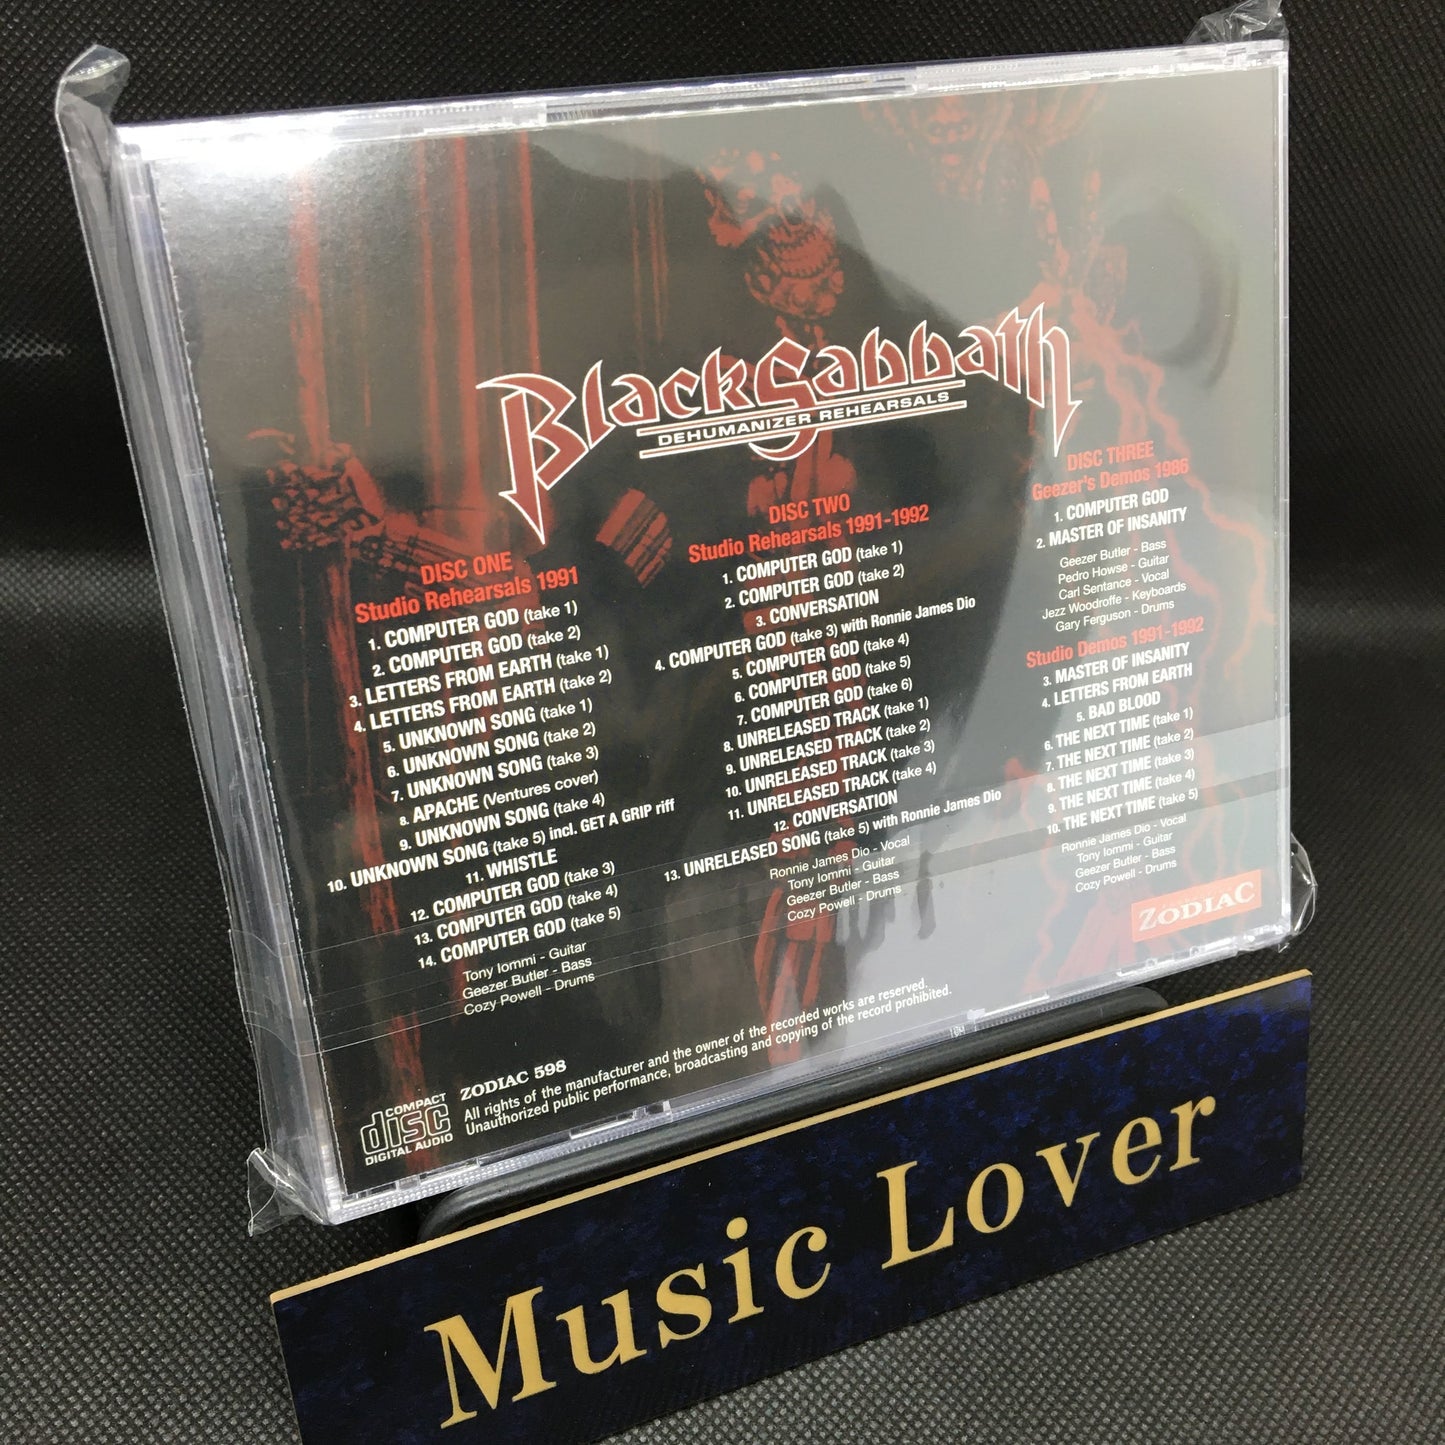 Black Sabbath
DEHUMANIZER REHEARSALS
DISC ONE
Studio Rehearsals 1991
1. COMPUTER GOD (take 1)
2. COMPUTER GOD (take 2)
3. LETTERS FROM EARTH (take 1)
4. LETTERS FROM EARTH (take 2)
5. UNKNOWN SONG (take 1)
6. UNKNOWN SONG (take 2)
7. UNKNOWN SONG (take 3)
8. APACHE (Ventures cover)
9. UNKNOWN SONG (take 4)
10. UNKNOWN SONG (take 5) incl. GET A GRIP riff
11. WHISTLE
12. COMPUTER GOD (take 3)
13. COMPUTER GOD (take 4)
14. COMPUTER GOD (take 5)
Tony Iommi - Guitar
Geezer Butler - Bass
Cozy Powell - Drums
DISC TWO
Studio Rehearsals 1991-1992
1. COMPUTER GOD (take 1)
2. COMPUTER GOD (take 2)
3. CONVERSATION
4. COMPUTER GOD (take 3) with Ronnie James Dio
5. COMPUTER GOD (take 4)
6. COMPUTER GOD (take 5)
7. COMPUTER GOD (take 6)
8. UNRELEASED TRACK (take 1)
9. UNRELEASED TRACK (take 2)
10. UNRELEASED TRACK (take 3)
11. UNRELEASED TRACK (take 4)
12. CONVERSATION
13. UNRELEASED SONG (take 5) with Ronnie James Dio
Ronnie James Dio - Vocal
Tony Iommi - Guitar
Geezer Butler - Bass
Cozy Powell - Drums
DISC THREE
Geezer's Demos 1986
1. COMPUTER GOD
2. MASTER OF INSANITY
Geezer Butler - Bass
Pedro Howse - Guitar
Carl Sentance - Vocal
Jezz Woodroffe - Keyboards
Gary Ferguson - Drums
Studio Demos 1991-1992
3. MASTER OF INSANITY
4. LETTERS FROM EARTH
5. BAD BLOOD
6. THE NEXT TIME (take 1)
7. THE NEXT TIME (take 2)
8. THE NEXT TIME (take 3)
9. THE NEXT TIME (take 4)
10. THE NEXT TIME (take 5)
Ronnie James Dio - Vocal
Tony Iommi - Guitar
Geezer Butler - Bass
Cozy Powell - Drums
ZODIAC
COMPACT
disc
DIGITAL AUDIO
ZODIAC 598
All rights of the manufacturer and the owner of the recorded works are reserved.
Unauthorized public performance, broadcasting and copying of the record prohibited.
Music Lover